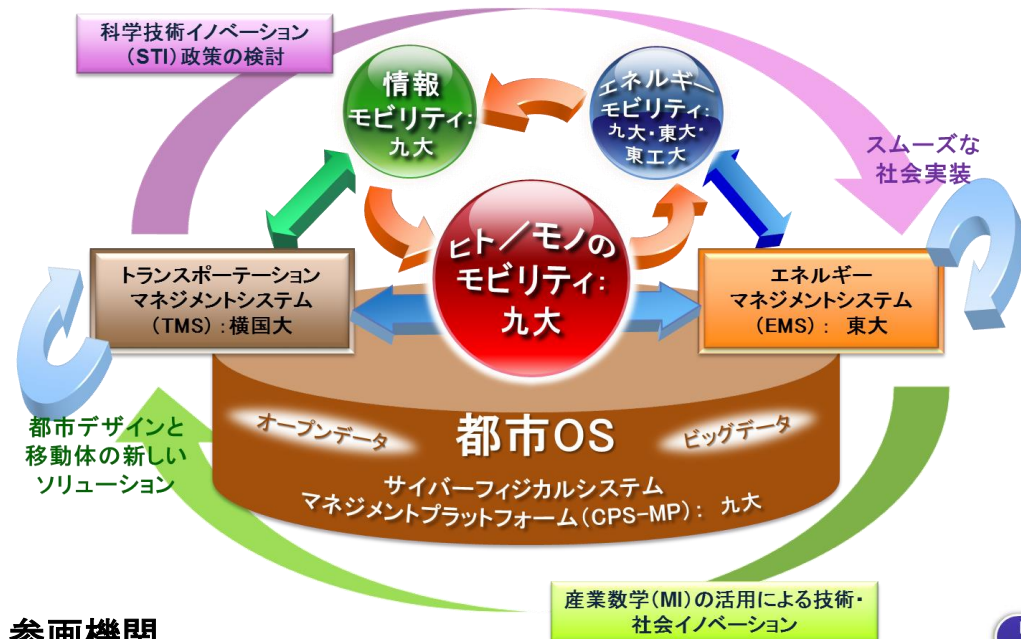 科学技術イノベーション
(STI)政策の検討
情報
モビリティ:
九大
エネルギー
モビリティ:
九大・東大・
東工大
スムーズな
社会実装
ヒト/モノの
モビリティ:
九大
トランスポーテーション
マネジメントシステム
(TMS):横国大
エネルギー
マネジメントシステム
(EMS): 東大
都市デザインと
移動体の新しい
ソリューション
オープンデータ
都市OS
ビッグデータ
サイバーフィジカルシステム
マネジメントプラットフォーム(CPS-MP): 九大
産業数学(MI)の活用による技術・
社会イノベーション
参画機関